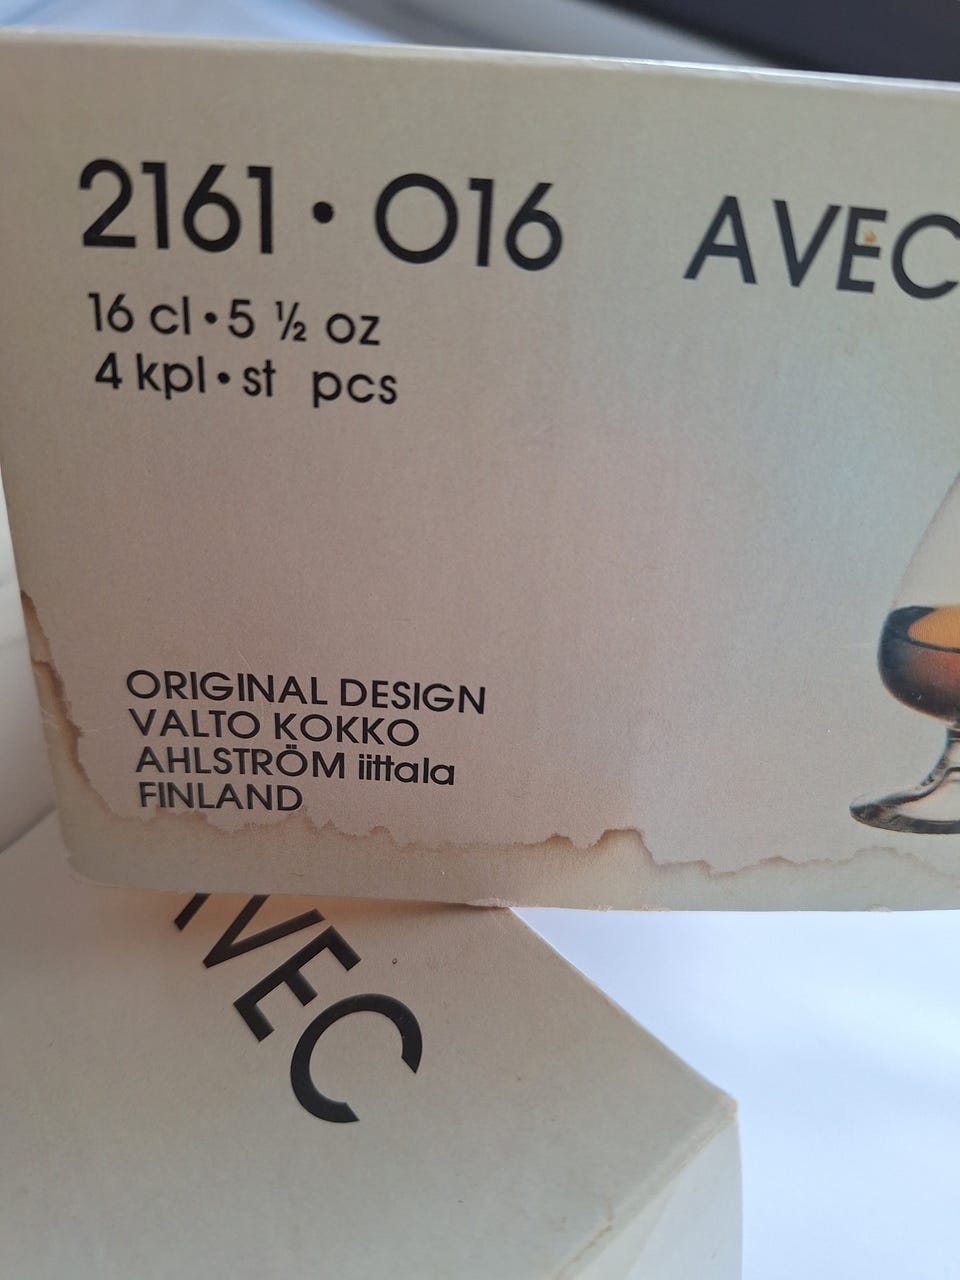 2161 • 016 AVEC
16 cl • 5 ½ oz
4 kpl • st pcs
ORIGINAL DESIGN
VALTO KOKKO
AHLSTRÖM iittala
FINLAND
AVEC